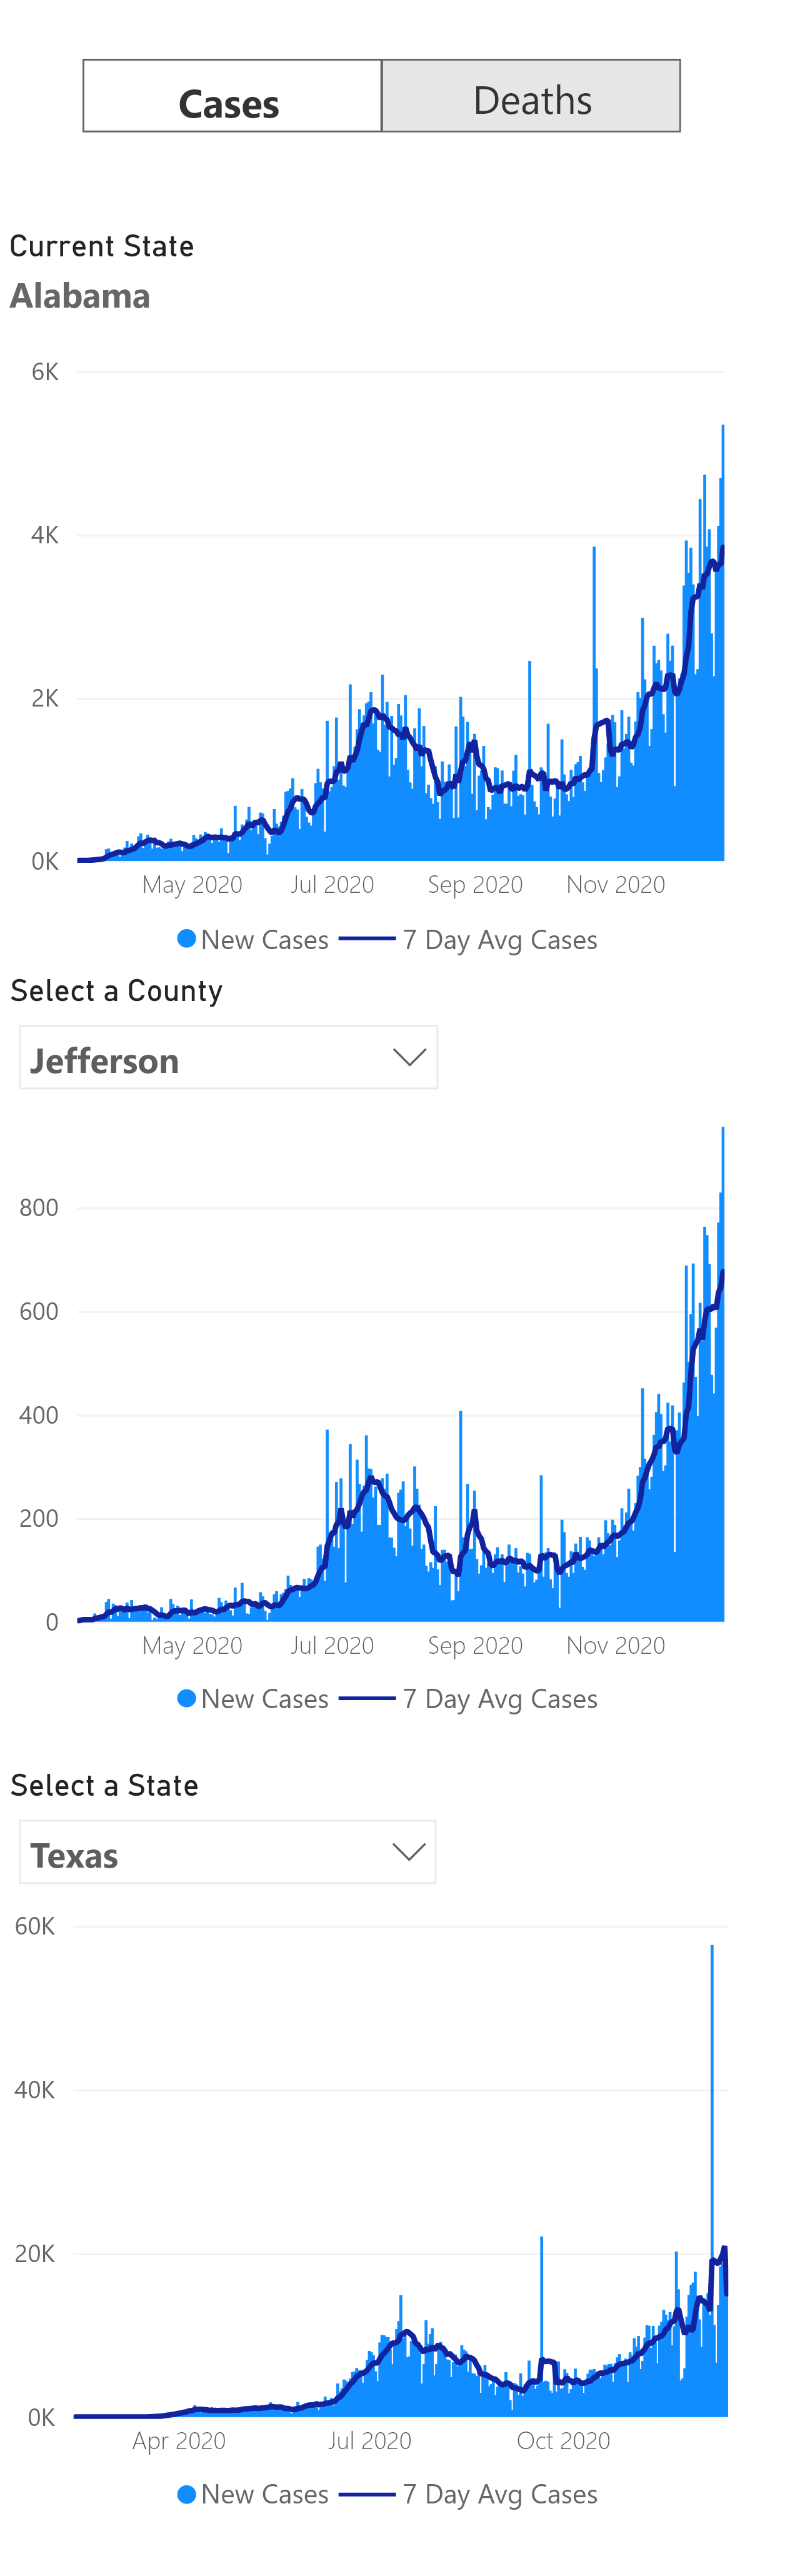 Cases Deaths
Current State
Alabama
6K
4K
2K
0K
May 2020 Jul 2020 Sep 2020 Nov 2020
New Cases 7 Day Avg Cases
Select a County
Jefferson
800
600
400
200
0
May 2020 Jul 2020 Sep 2020 Nov 2020
New Cases 7 Day Avg Cases
Select a State
Texas
60K
40K
20K
0K
Apr 2020 Jul 2020 Oct 2020
New Cases 7 Day Avg Cases